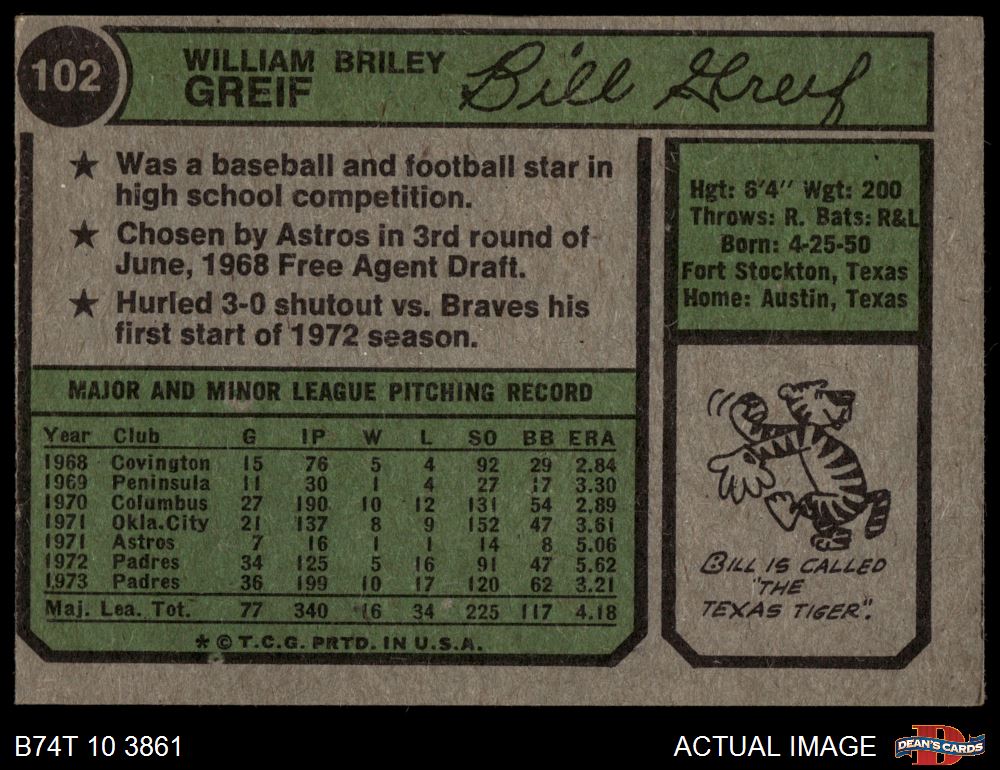 102
WILLIAM BRILEY
GREIF
Bill Greif
★ Was a baseball and football star in
high school competition.
★ Chosen by Astros in 3rd round of
June, 1968 Free Agent Draft.
★ Hurled 3-0 shutout vs. Braves his
first start of 1972 season.
Hgt: 6'4" Wgt: 200
Throws: R. Bats: R&L
Born: 4-25-50
Fort Stockton, Texas
Home: Austin, Texas
MAJOR AND MINOR LEAGUE PITCHING RECORD
Year Club G IP W L SO BB ERA
1968 Covington 15 76 5 4 92 29 2.84
1969 Peninsula 11 30 1 4 27 17 3.30
1970 Columbus 27 190 10 12 131 54 2.89
1971 Okla.City 21 137 8 9 152 47 3.61
1971 Astros 7 16 1 1 14 8 5.06
1972 Padres 34 125 5 16 91 47 5.62
1973 Padres 36 199 10 17 120 62 3.21
Maj. Lea. Tot. 77 340 16 34 225 117 4.18
* © T.C.G. PRTD. IN U.S.A.
BILL IS CALLED
"THE
TEXAS TIGER".
B74T 10 3861
ACTUAL IMAGE
D
DEAN'S CARDS